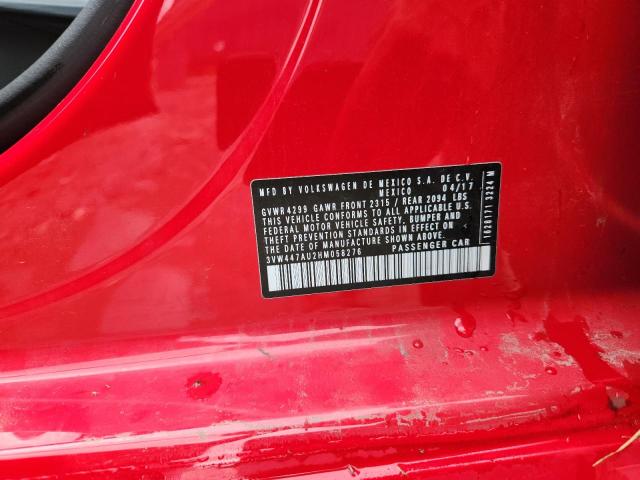 MFD BY VOLKSWAGEN DE MEXICO S.A. DE C.V.
MEXICO 04/17
GVWR 4299 GAWR FRONT 2315 / REAR 2094 LBS
THIS VEHICLE CONFORMS TO ALL APPLICABLE U.S.
FEDERAL MOTOR VEHICLE SAFETY, BUMPER AND
THEFT PREVENTION STANDARDS IN EFFECT ON
THE DATE OF MANUFACTURE SHOWN ABOVE.
3VW447AU2HM058276 PASSENGER CAR